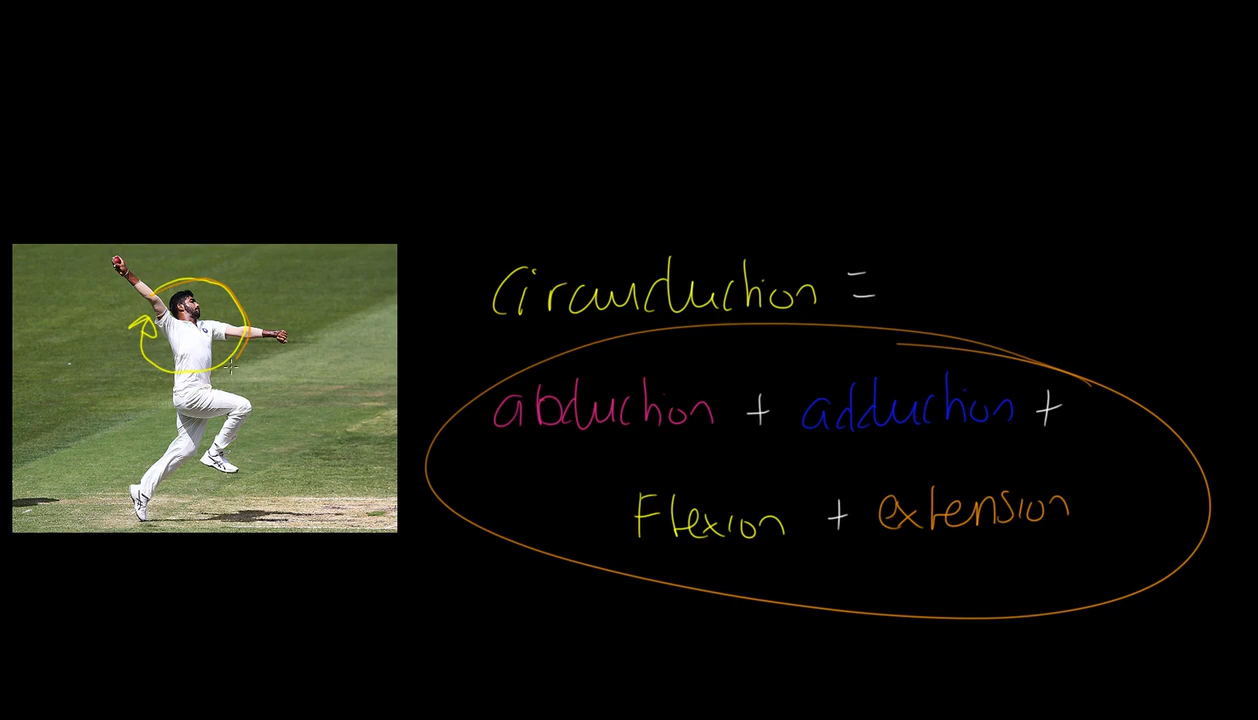 Circumduction =
abduction + adduction +
Flexion + extension